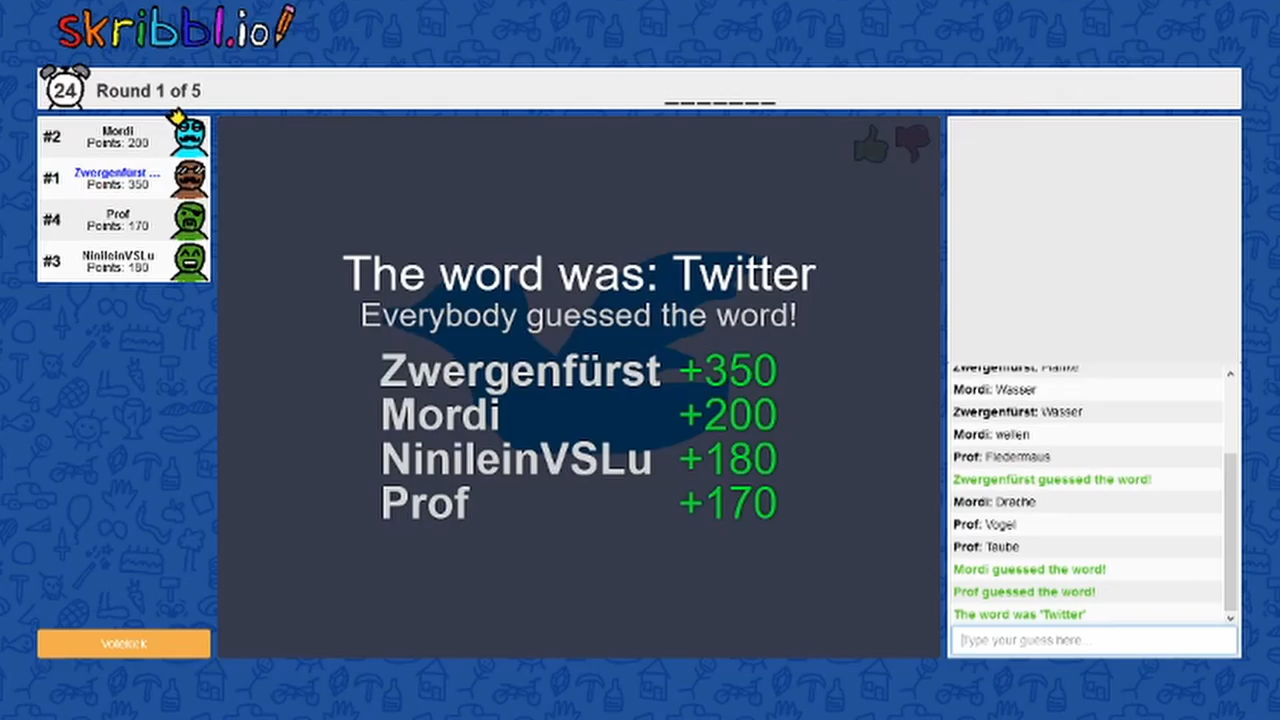 skribbl.io
24
Round 1 of 5
_______
#2
Mordi
Points: 200
#1
Zwergenfürst ...
Points: 350
#4
Prof
Points: 170
#3
NinileinVSLu
Points: 180
Votekick
The word was: Twitter
Everybody guessed the word!
Zwergenfürst +350
Mordi +200
NinileinVSLu +180
Prof +170
Zwergenfürst:
Mordi: Wasser
Zwergenfürst: Wasser
Mordi: wellen
Prof: Fledermaus
Zwergenfürst guessed the word!
Mordi: Drache
Prof: Vogel
Prof: Taube
Mordi guessed the word!
Prof guessed the word!
The word was 'Twitter'
Type your guess here...